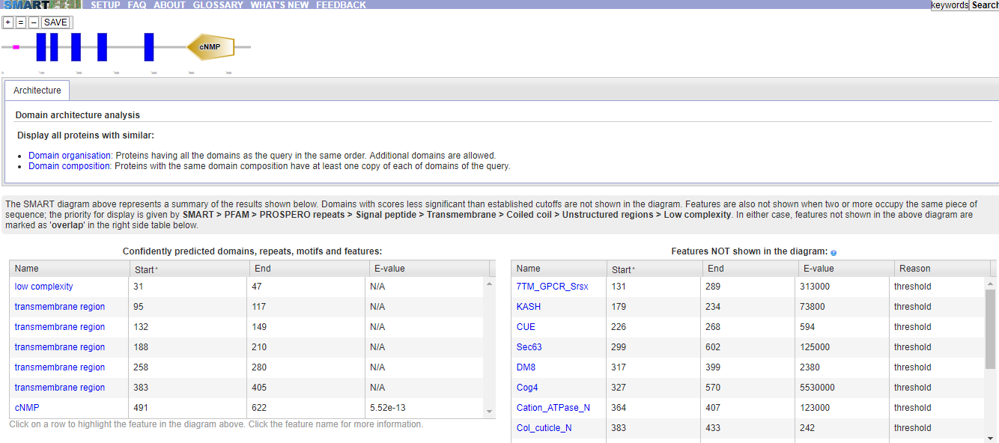 SMART SETUP FAQ ABOUT GLOSSARY WHAT'S NEW FEEDBACK keywords Search
+ = – SAVE
cNMP
Architecture
Domain architecture analysis
Display all proteins with similar:
• Domain organisation: Proteins having all the domains as the query in the same order. Additional domains are allowed.
• Domain composition: Proteins with the same domain composition have at least one copy of each of domains of the query.
The SMART diagram above represents a summary of the results shown below. Domains with scores less significant than established cutoffs are not shown in the diagram. Features are also not shown when two or more occupy the same piece of
sequence; the priority for display is given by SMART > PFAM > PROSPERO repeats > Signal peptide > Transmembrane > Coiled coil > Unstructured regions > Low complexity. In either case, features not shown in the above diagram are
marked as 'overlap' in the right side table below.
Confidently predicted domains, repeats, motifs and features:
Name Start End E-value
low complexity 31 47 N/A
transmembrane region 95 117 N/A
transmembrane region 132 149 N/A
transmembrane region 188 210 N/A
transmembrane region 258 280 N/A
transmembrane region 383 405 N/A
cNMP 491 622 5.52e-13
Click on a row to highlight the feature in the diagram above. Click the feature name for more information.
Features NOT shown in the diagram:
Name Start End E-value Reason
7TM_GPCR_Srsx 131 289 313000 threshold
KASH 179 234 73800 threshold
CUE 226 268 594 threshold
Sec63 299 602 125000 threshold
DM8 317 399 2380 threshold
Cog4 327 570 5530000 threshold
Cation_ATPase_N 364 407 123000 threshold
Col_cuticle_N 383 433 242 threshold